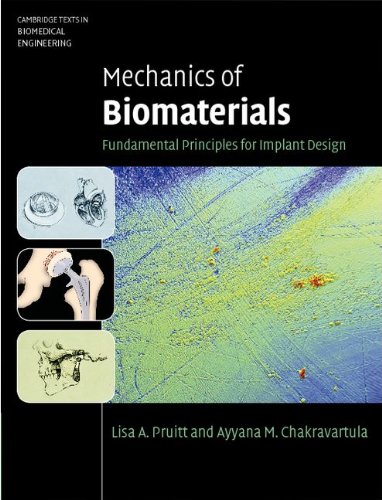 CAMBRIDGE TEXTS IN
BIOMEDICAL
ENGINEERING
Mechanics of
Biomaterials
Fundamental Principles for Implant Design
Lisa A. Pruitt and Ayyana M. Chakravartula